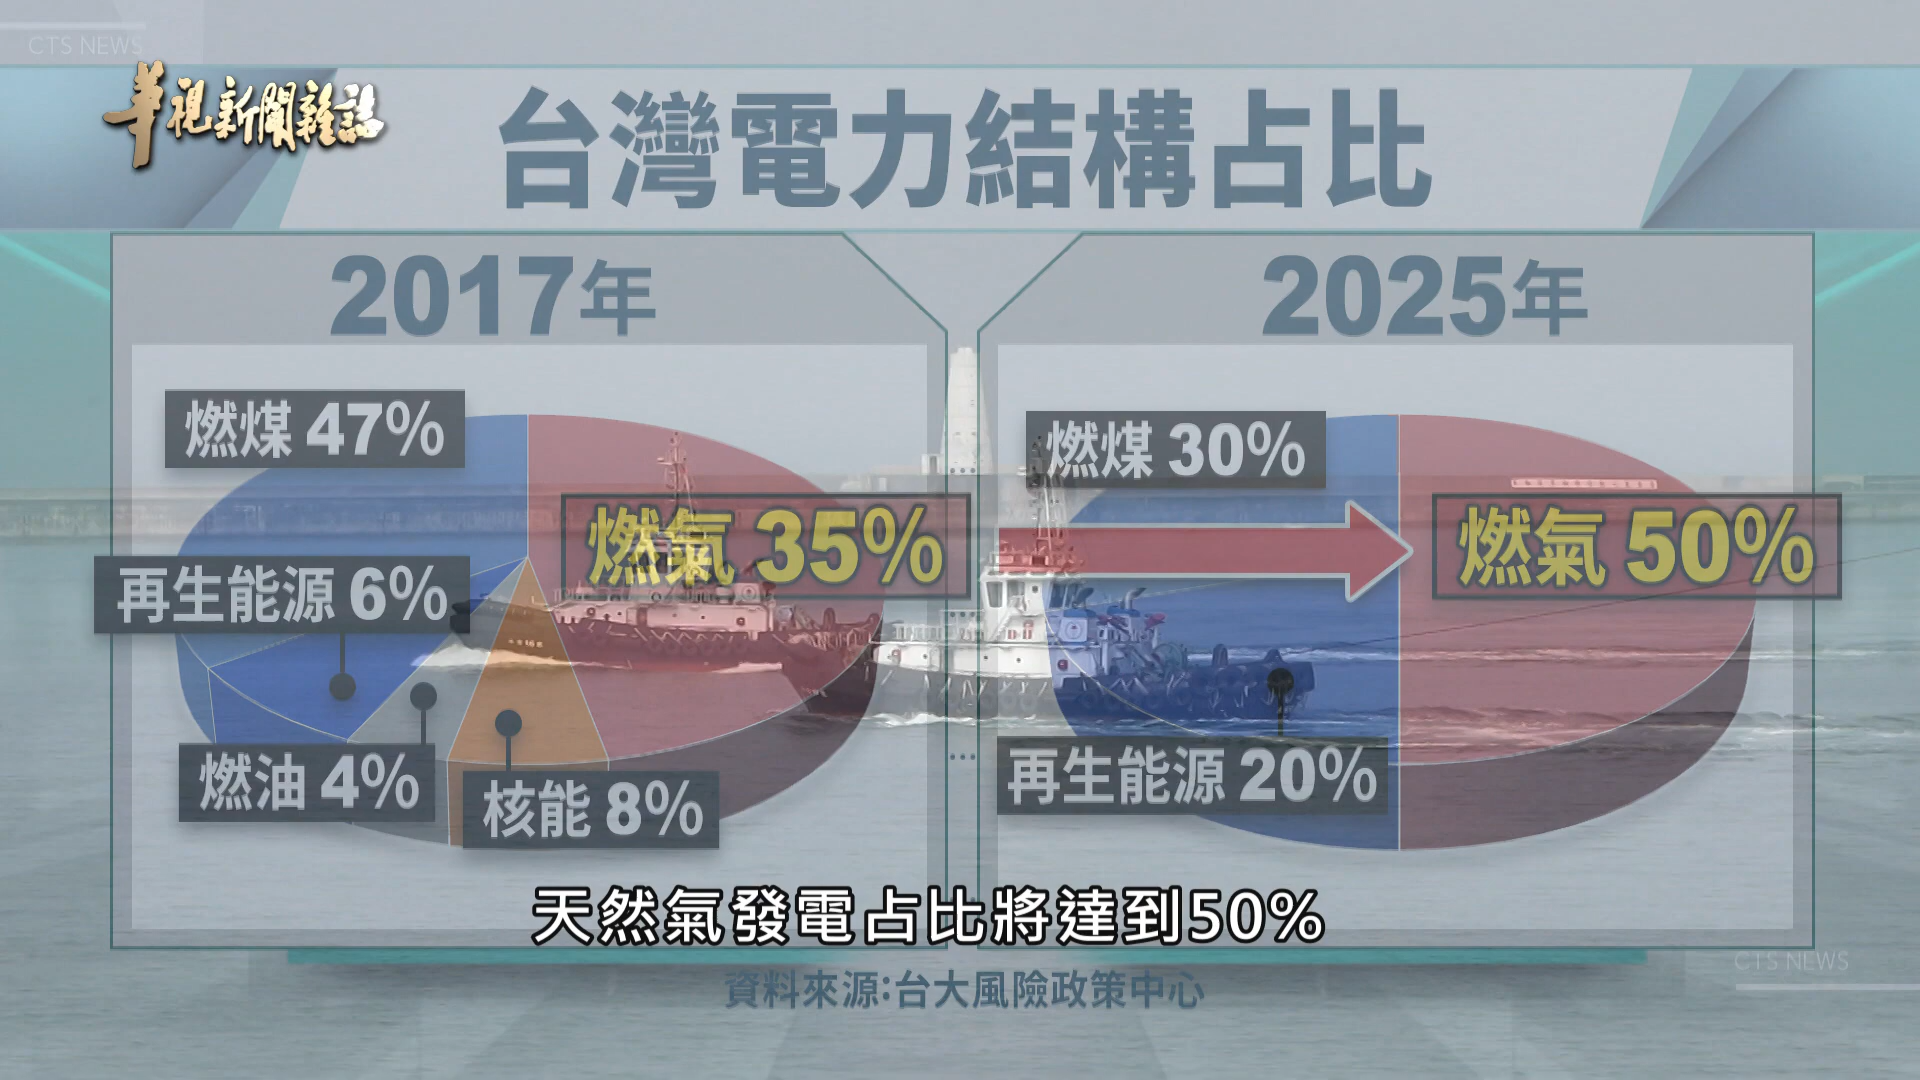 CTS NEWS
華視新聞雜誌
台灣電力結構占比
2017年
2025年
燃煤 47%
燃氣 35%
再生能源 6%
燃油 4%
核能 8%
燃煤 30%
燃氣 50%
再生能源 20%
天然氣發電占比將達到50%
資料來源:台大風險政策中心
CTS NEWS